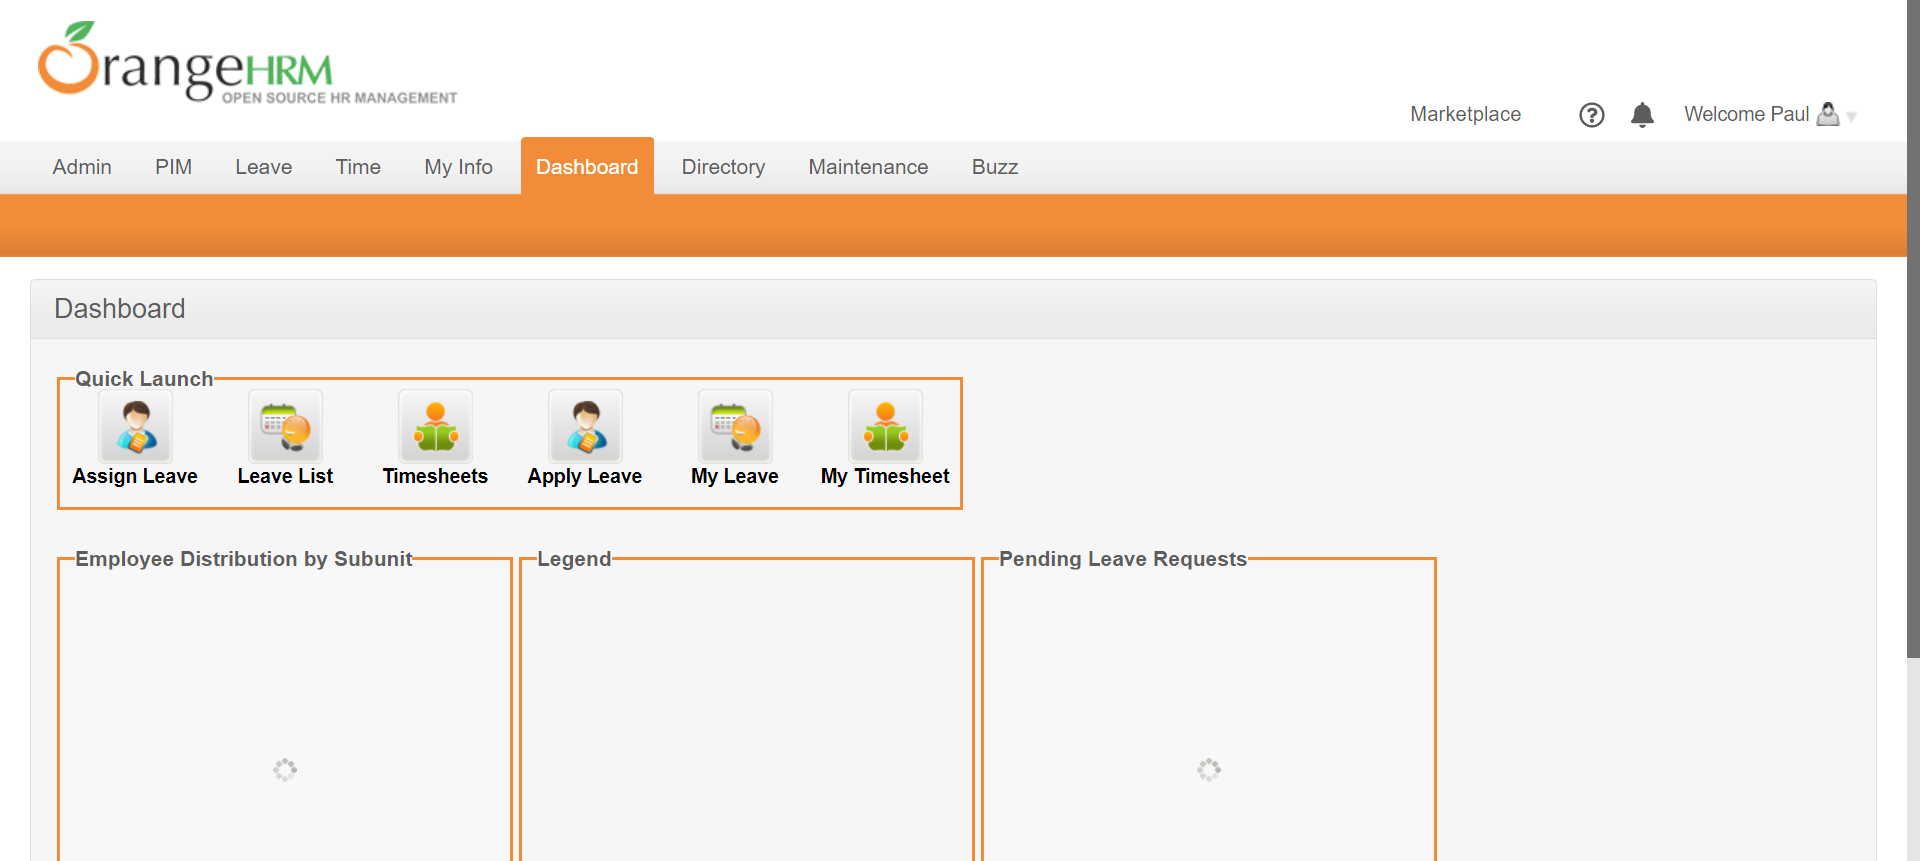 OrangeHRM
OPEN SOURCE HR MANAGEMENT
Marketplace
Welcome Paul
Admin PIM Leave Time My Info Dashboard Directory Maintenance Buzz
Dashboard
Quick Launch
Assign Leave Leave List Timesheets Apply Leave My Leave My Timesheet
Employee Distribution by Subunit Legend Pending Leave Requests